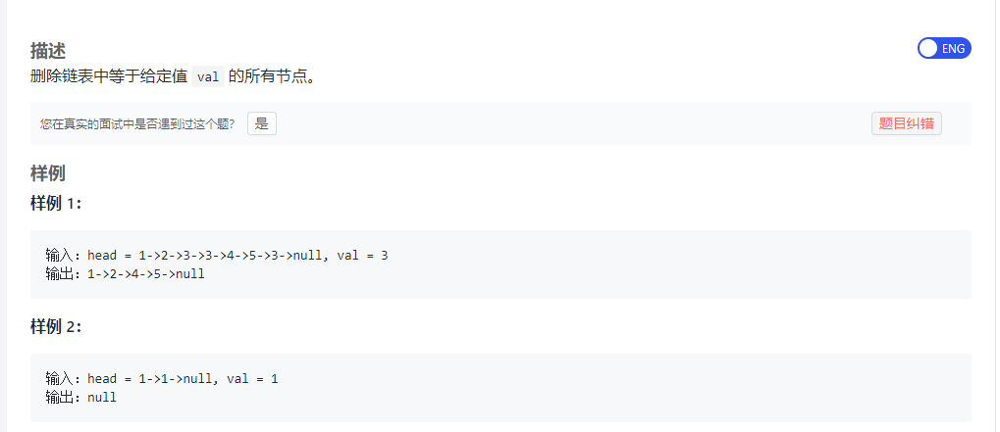 描述
ENG
删除链表中等于给定值 val 的所有节点。
您在真实的面试中是否遇到过这个题？ 是
题目纠错
样例
样例 1：
输入：head = 1->2->3->3->4->5->3->null, val = 3
输出：1->2->4->5->null
样例 2：
输入：head = 1->1->null, val = 1
输出：null